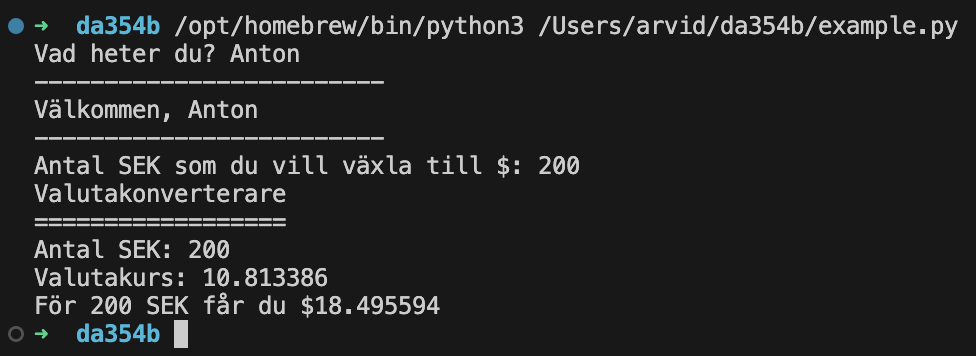 ➜  da354b /opt/homebrew/bin/python3 /Users/arvid/da354b/example.py
Vad heter du? Anton
-------------------------
Välkommen, Anton
-------------------------
Antal SEK som du vill växla till $: 200
Valutakonverterare
==================
Antal SEK: 200
Valutakurs: 10.813386
För 200 SEK får du $18.495594
➜  da354b